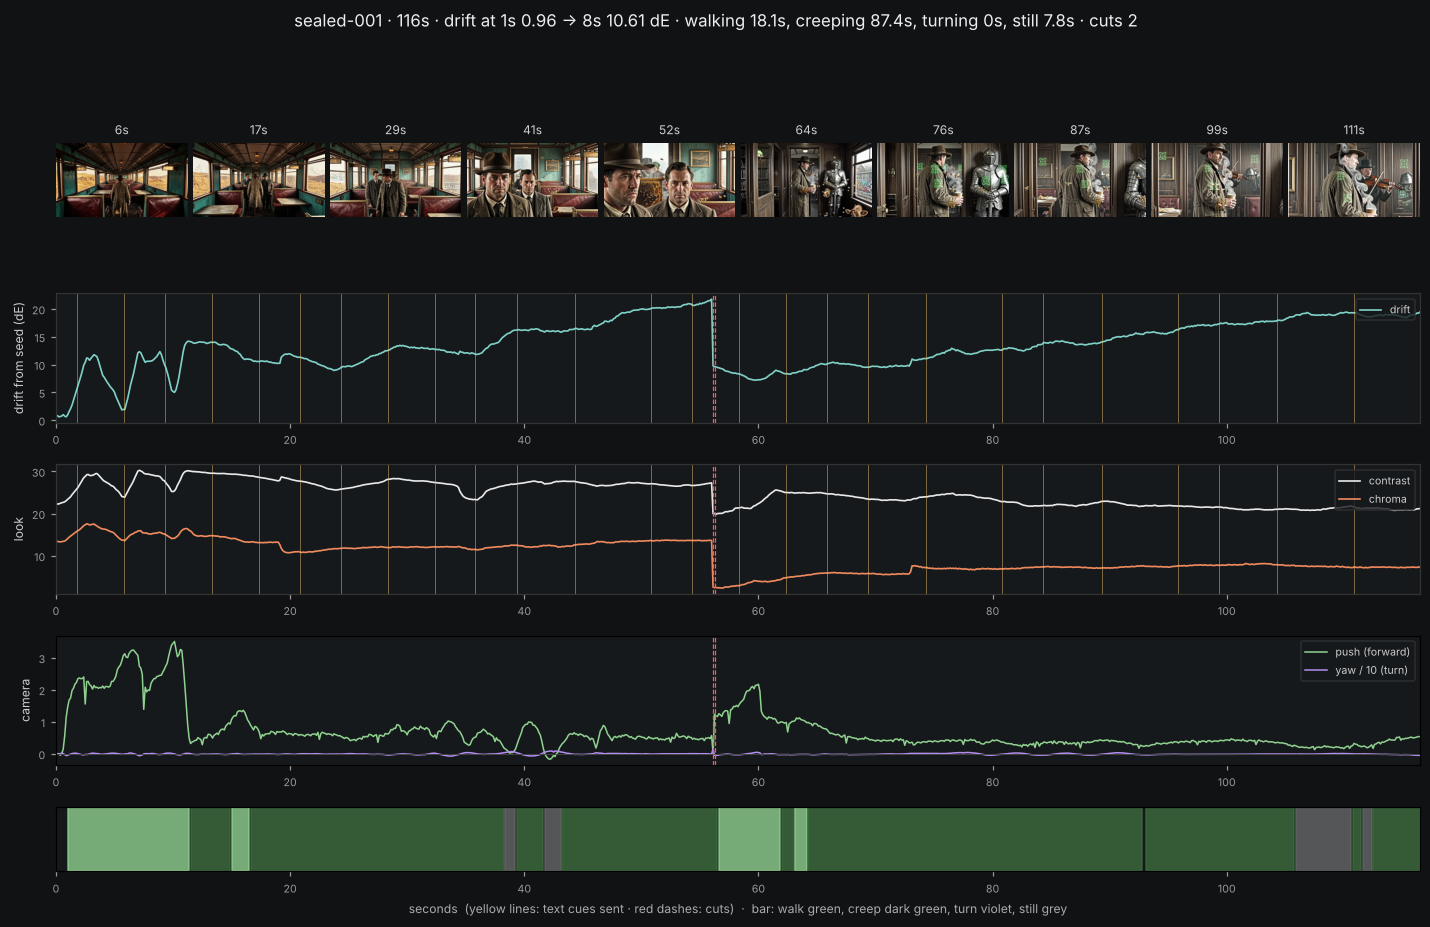 sealed-001 · 116s · drift at 1s 0.96 → 8s 10.61 dE · walking 18.1s, creeping 87.4s, turning 0s, still 7.8s · cuts 2
6s 17s 29s 41s 52s 64s 76s 87s 99s 111s
drift from seed (dE)
20
15
10
5
0
drift
0 20 40 60 80 100
look
30
20
10
contrast
chroma
0 20 40 60 80 100
camera
3
2
1
0
push (forward)
yaw / 10 (turn)
0 20 40 60 80 100
0 20 40 60 80 100
seconds (yellow lines: text cues sent · red dashes: cuts) · bar: walk green, creep dark green, turn violet, still grey